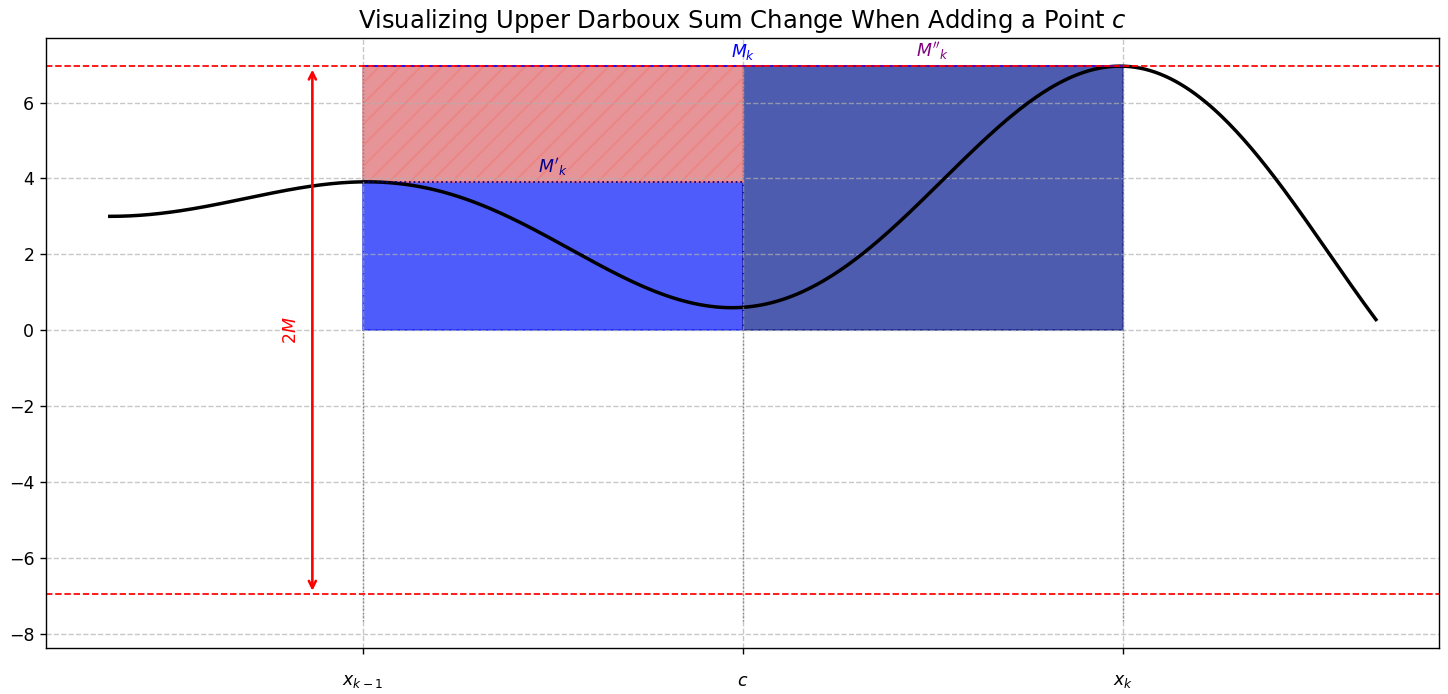 Visualizing Upper Darboux Sum Change When Adding a Point c
M_k
M''_k
6
M'_k
4
2
2M
0
−2
−4
−6
−8
x_{k−1}
c
x_k